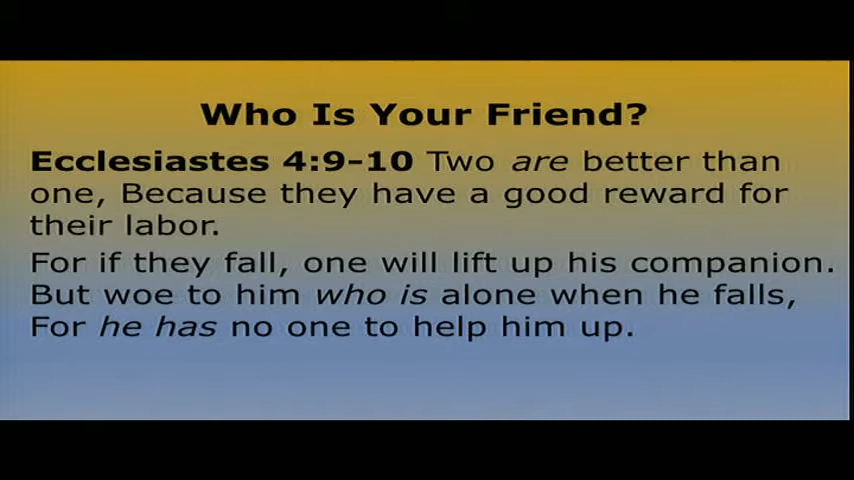 Who Is Your Friend?
Ecclesiastes 4:9-10 Two are better than
one, Because they have a good reward for
their labor.
For if they fall, one will lift up his companion.
But woe to him who is alone when he falls,
For he has no one to help him up.